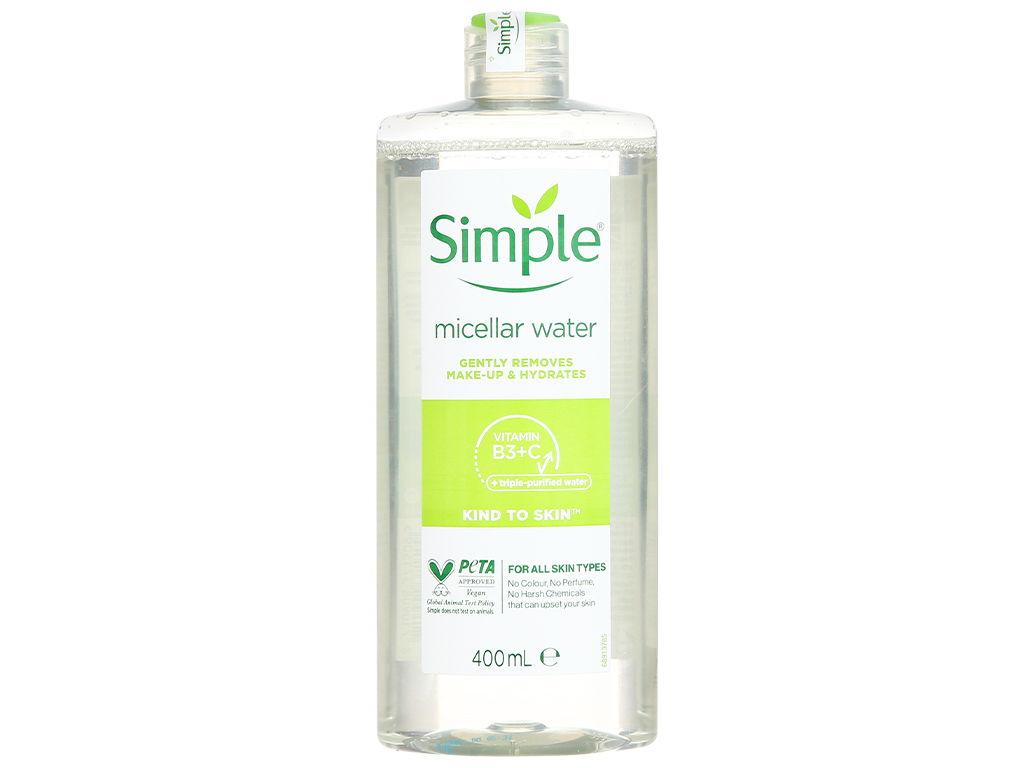 Simple
Simple®
micellar water
GENTLY REMOVES
MAKE-UP & HYDRATES
VITAMIN
B3+C
+ triple-purified water
KIND TO SKIN™
PETA
APPROVED
Vegan
Global Animal Test Policy
Simple does not test on animals.
FOR ALL SKIN TYPES
No Colour, No Perfume,
No Harsh Chemicals
that can upset your skin
400mL ℮
68913785